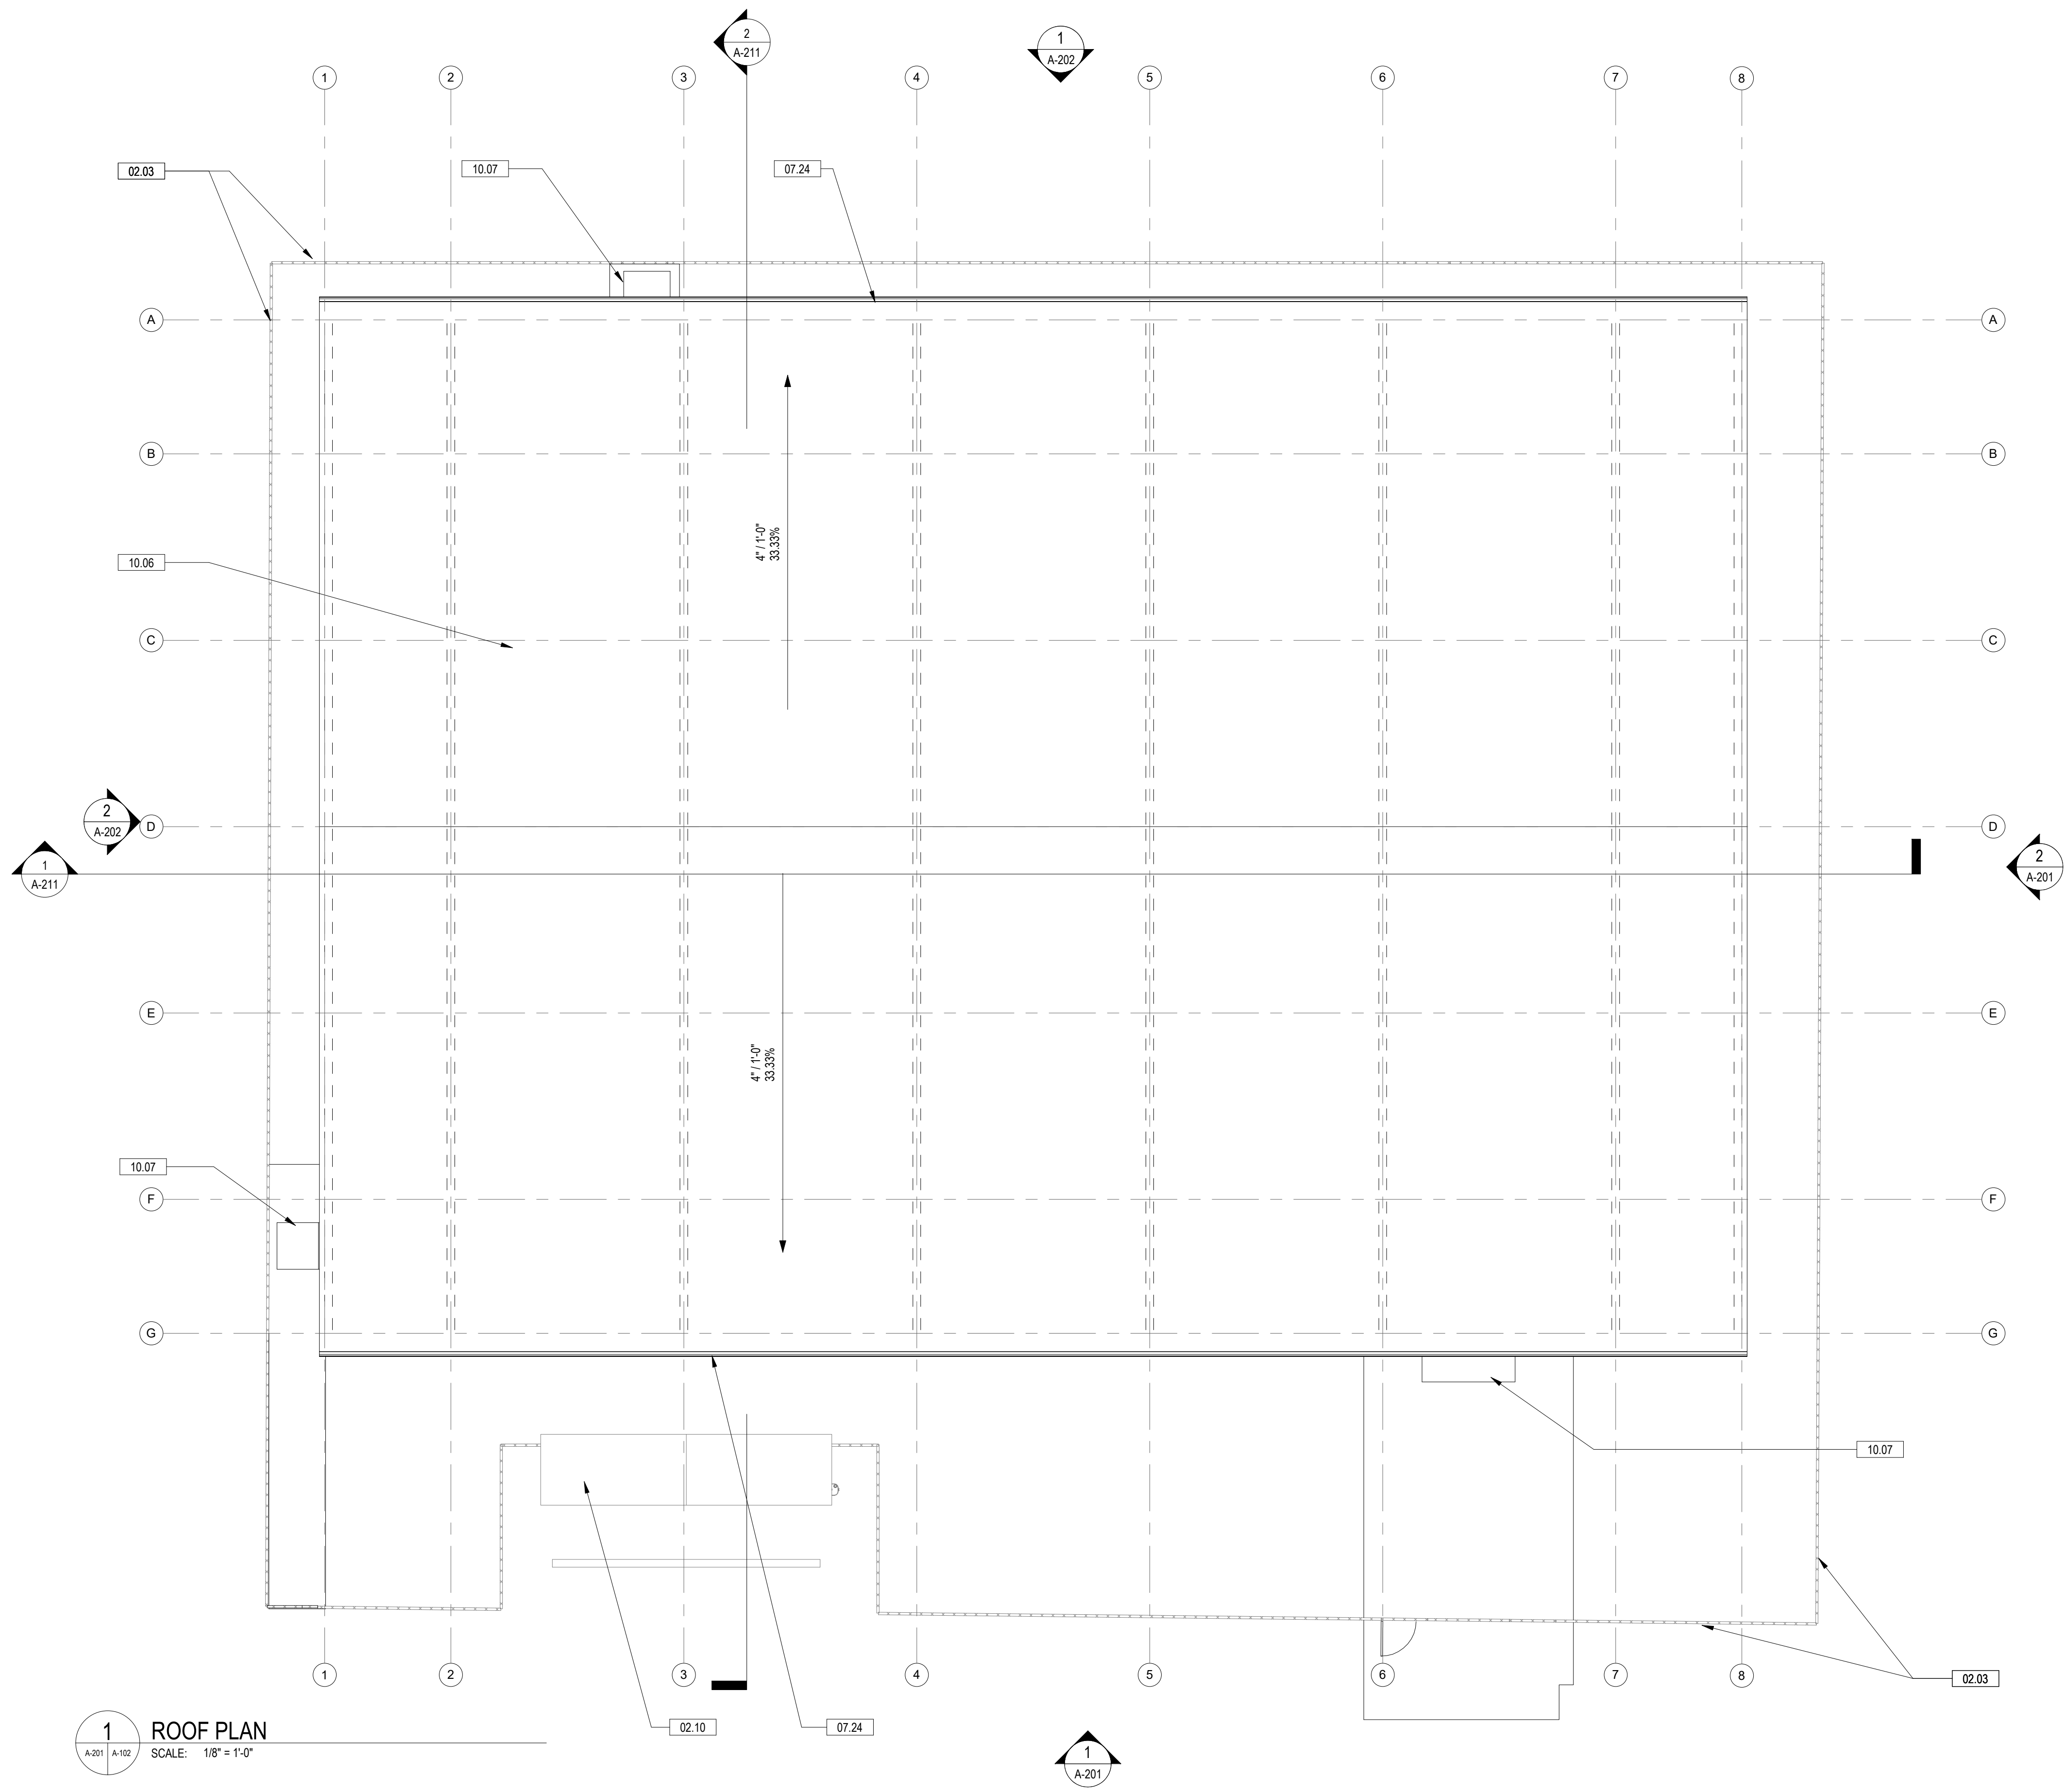 2
A-211
1
A-202
1
2
3
4
5
6
7
8
02.03
10.07
07.24
A
A
B
B
4" / 1'-0"
33.33%
10.06
C
C
2
A-202
D
D
1
A-211
2
A-201
E
E
4" / 1'-0"
33.33%
10.07
F
F
G
G
10.07
1
2
3
4
5
6
7
8
02.03
02.10
07.24
1
A-201
A-102
ROOF PLAN
SCALE: 1/8" = 1'-0"
1
A-201